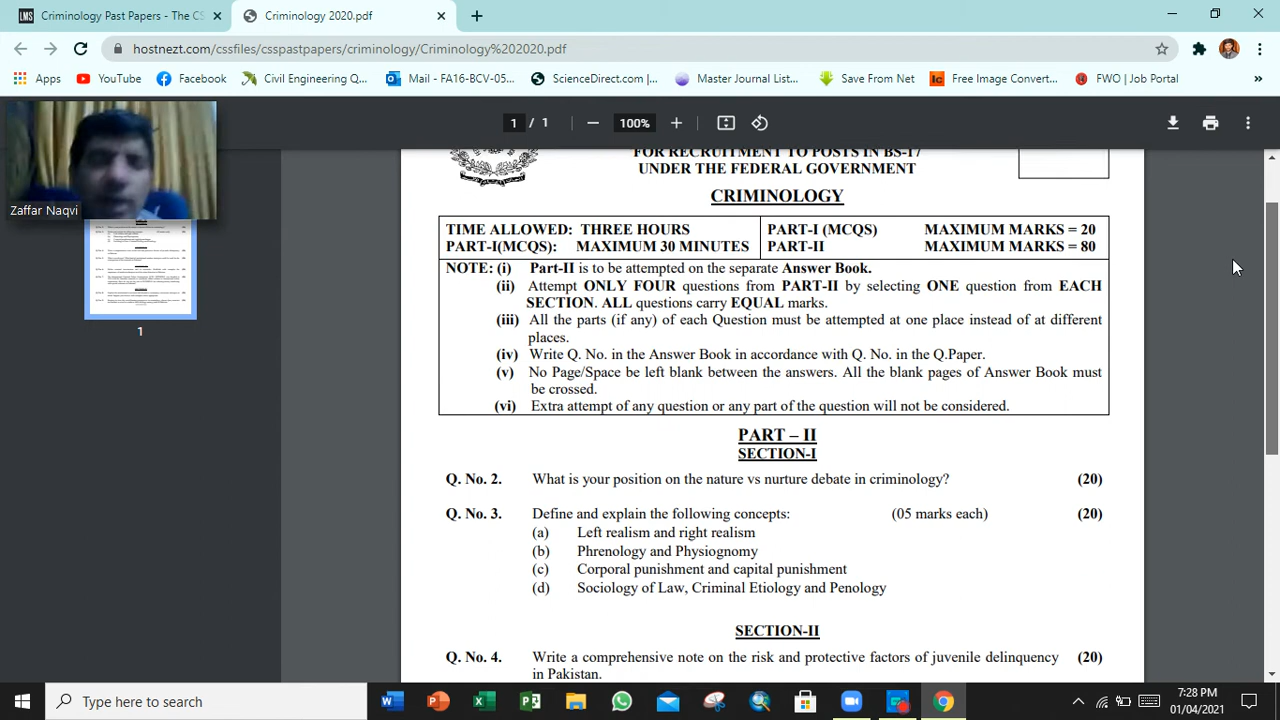 Criminology Past Papers - The CS
Criminology 2020.pdf
hostnezt.com/cssfiles/csspastpapers/criminology/Criminology%202020.pdf
Apps YouTube Facebook Civil Engineering Q... Mail - FA16-BCV-05... ScienceDirect.com |... Master Journal List... Save From Net Free Image Convert... FWO | Job Portal »
1 / 1 100%
Zaffar Naqvi
1
FOR RECRUITMENT TO POSTS IN BS-17
UNDER THE FEDERAL GOVERNMENT
CRIMINOLOGY
TIME ALLOWED: THREE HOURS PART-I(MCQS) MAXIMUM MARKS = 20
PART-I(MCQS): MAXIMUM 30 MINUTES PART-II MAXIMUM MARKS = 80
NOTE: (i) Part-II is to be attempted on the separate Answer Book.
(ii) Attempt ONLY FOUR questions from PART-II by selecting ONE question from EACH
SECTION. ALL questions carry EQUAL marks.
(iii) All the parts (if any) of each Question must be attempted at one place instead of at different
places.
(iv) Write Q. No. in the Answer Book in accordance with Q. No. in the Q.Paper.
(v) No Page/Space be left blank between the answers. All the blank pages of Answer Book must
be crossed.
(vi) Extra attempt of any question or any part of the question will not be considered.
PART – II
SECTION-I
Q. No. 2. What is your position on the nature vs nurture debate in criminology? (20)
Q. No. 3. Define and explain the following concepts: (05 marks each) (20)
(a) Left realism and right realism
(b) Phrenology and Physiognomy
(c) Corporal punishment and capital punishment
(d) Sociology of Law, Criminal Etiology and Penology
SECTION-II
Q. No. 4. Write a comprehensive note on the risk and protective factors of juvenile delinquency (20)
in Pakistan.
Type here to search
7:28 PM
01/04/2021